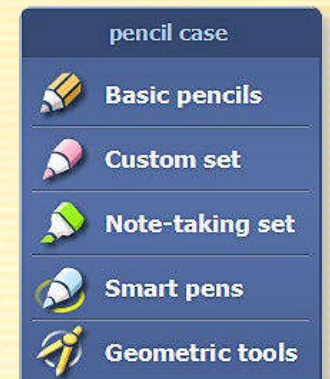 pencil case
Basic pencils
Custom set
Note-taking set
Smart pens
Geometric tools